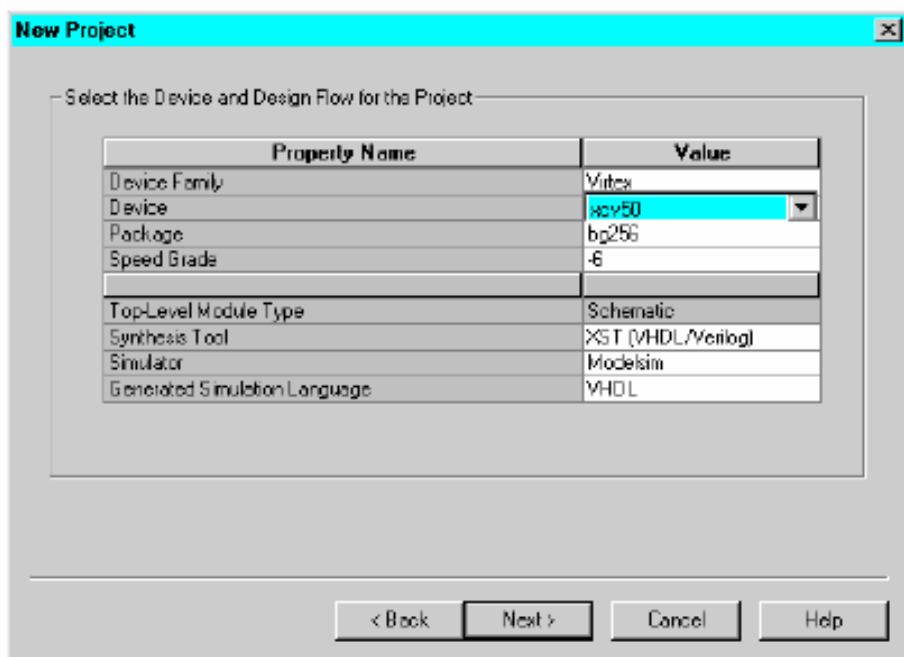 New Project
Select the Device and Design Flow for the Project
Property Name Value
Device Family Virtex
Device xcv50
Package bg256
Speed Grade -6
Top-Level Module Type Schematic
Synthesis Tool XST (VHDL/Verilog)
Simulator Modelsim
Generated Simulation Language VHDL
< Back Next > Cancel Help